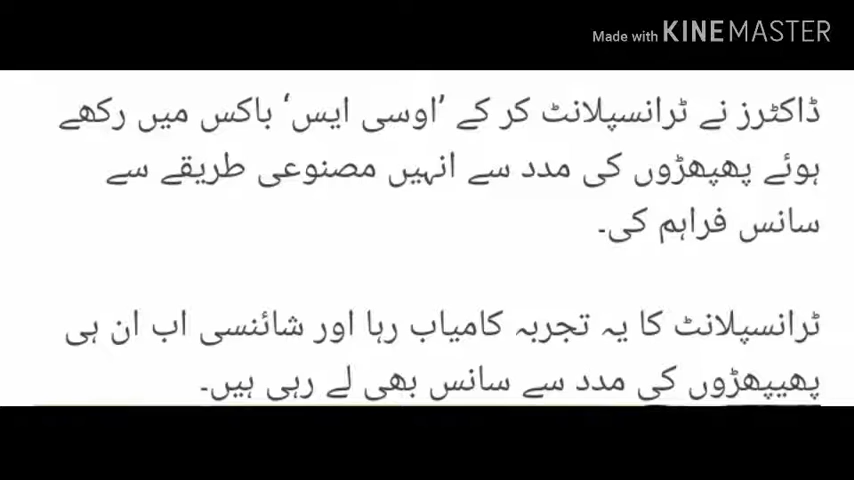 Made with KINEMASTER
ڈاکٹرز نے ٹرانسپلانٹ کر کے ’اوسی ایس‘ باکس میں رکھے
ہوئے پھپھڑوں کی مدد سے انہیں مصنوعی طریقے سے
سانس فراہم کی۔
ٹرانسپلانٹ کا یہ تجربہ کامیاب رہا اور شائنسی اب ان ہی
پھیپھڑوں کی مدد سے سانس بھی لے رہی ہیں۔